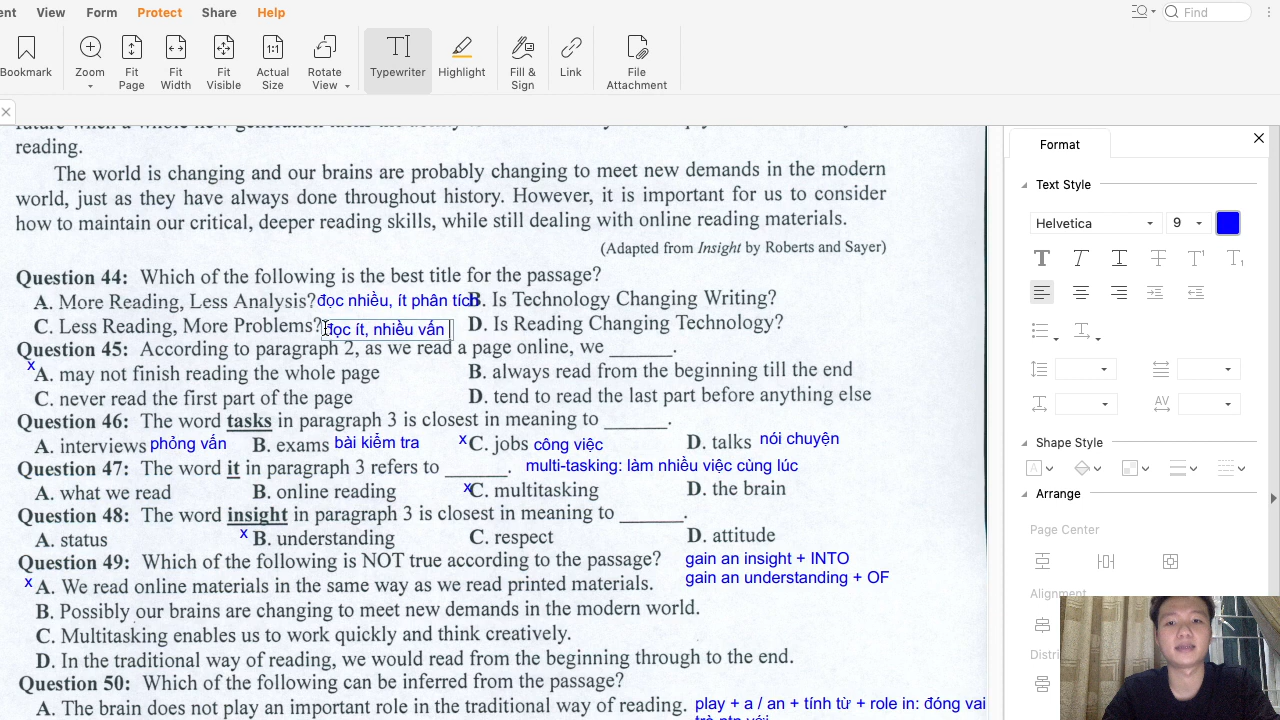 ent View Form Protect Share Help Find
Bookmark Zoom Fit Page Fit Width Fit Visible Actual Size Rotate View Typewriter Highlight Fill & Sign Link File Attachment
reading.
The world is changing and our brains are probably changing to meet new demands in the modern
world, just as they have always done throughout history. However, it is important for us to consider
how to maintain our critical, deeper reading skills, while still dealing with online reading materials.
(Adapted from Insight by Roberts and Sayer)
Question 44: Which of the following is the best title for the passage?
A. More Reading, Less Analysis? đọc nhiều, ít phân tích B. Is Technology Changing Writing?
C. Less Reading, More Problems? đọc ít, nhiều vấn D. Is Reading Changing Technology?
Question 45: According to paragraph 2, as we read a page online, we ______.
x A. may not finish reading the whole page B. always read from the beginning till the end
C. never read the first part of the page D. tend to read the last part before anything else
Question 46: The word tasks in paragraph 3 is closest in meaning to ______.
A. interviews phỏng vấn B. exams bài kiểm tra x C. jobs công việc D. talks nói chuyện
Question 47: The word it in paragraph 3 refers to ______. multi-tasking: làm nhiều việc cùng lúc
A. what we read B. online reading x C. multitasking D. the brain
Question 48: The word insight in paragraph 3 is closest in meaning to ______.
A. status x B. understanding C. respect D. attitude
Question 49: Which of the following is NOT true according to the passage? gain an insight + INTO
gain an understanding + OF
x A. We read online materials in the same way as we read printed materials.
B. Possibly our brains are changing to meet new demands in the modern world.
C. Multitasking enables us to work quickly and think creatively.
D. In the traditional way of reading, we would read from the beginning through to the end.
Question 50: Which of the following can be inferred from the passage?
A. The brain does not play an important role in the traditional way of reading. play + a / an + tính từ + role in: đóng vai
Format
Text Style
Helvetica 9
T T T T T T
Shape Style
Arrange
Page Center
Alignment
Distri